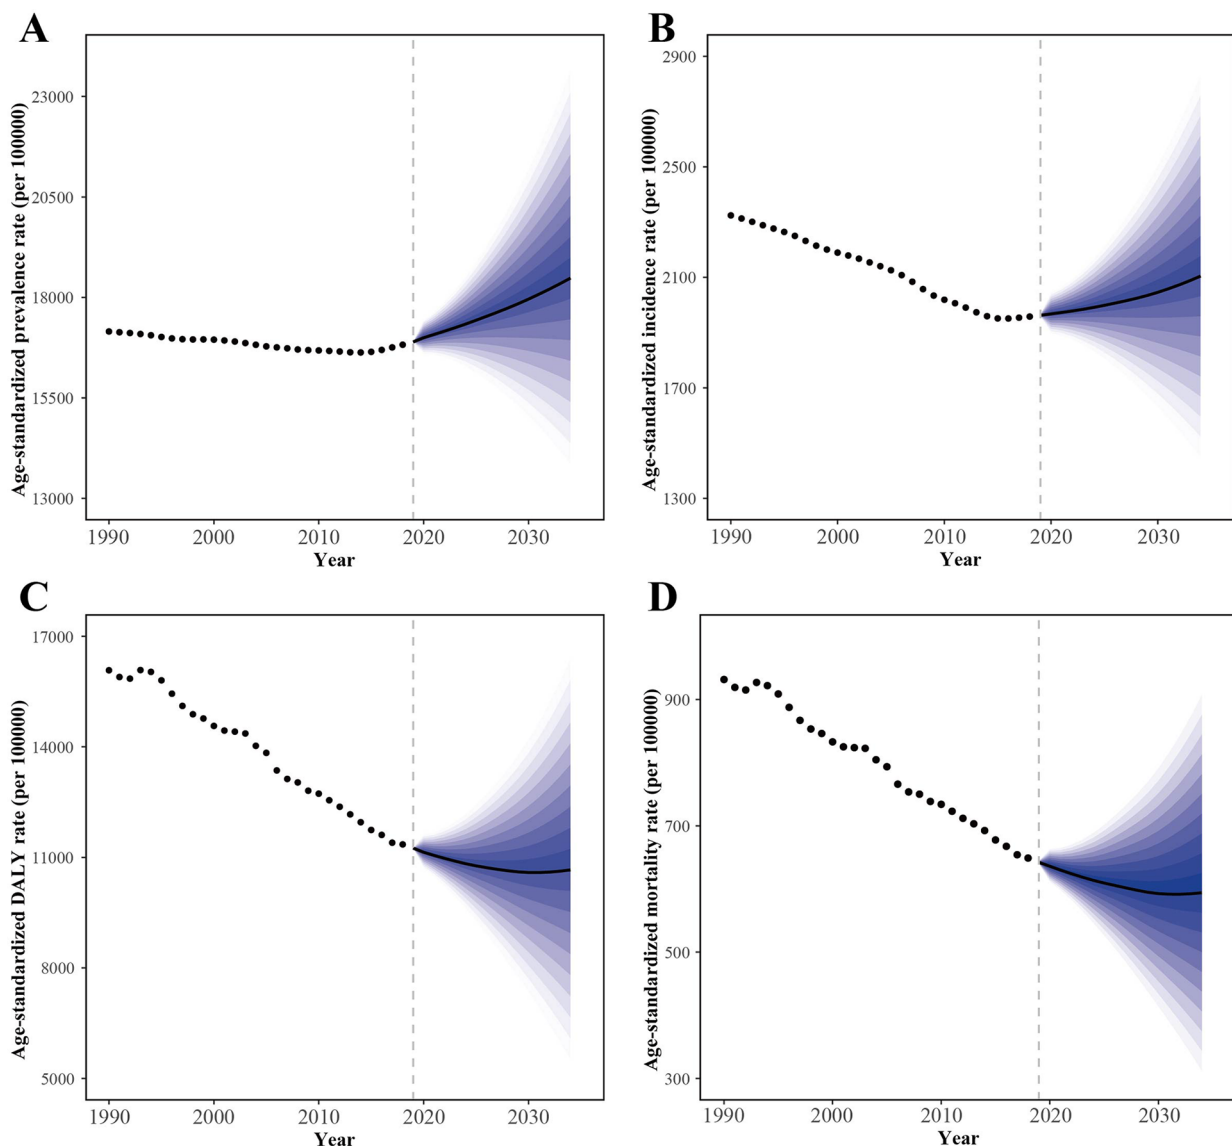 A
Age-standardized prevalence rate (per 100000)
23000
20500
18000
15500
13000
1990 2000 2010 2020 2030
Year
B
Age-standardized incidence rate (per 100000)
2900
2500
2100
1700
1300
1990 2000 2010 2020 2030
Year
C
Age-standardized DALY rate (per 100000)
17000
14000
11000
8000
5000
1990 2000 2010 2020 2030
Year
D
Age-standardized mortality rate (per 100000)
900
700
500
300
1990 2000 2010 2020 2030
Year